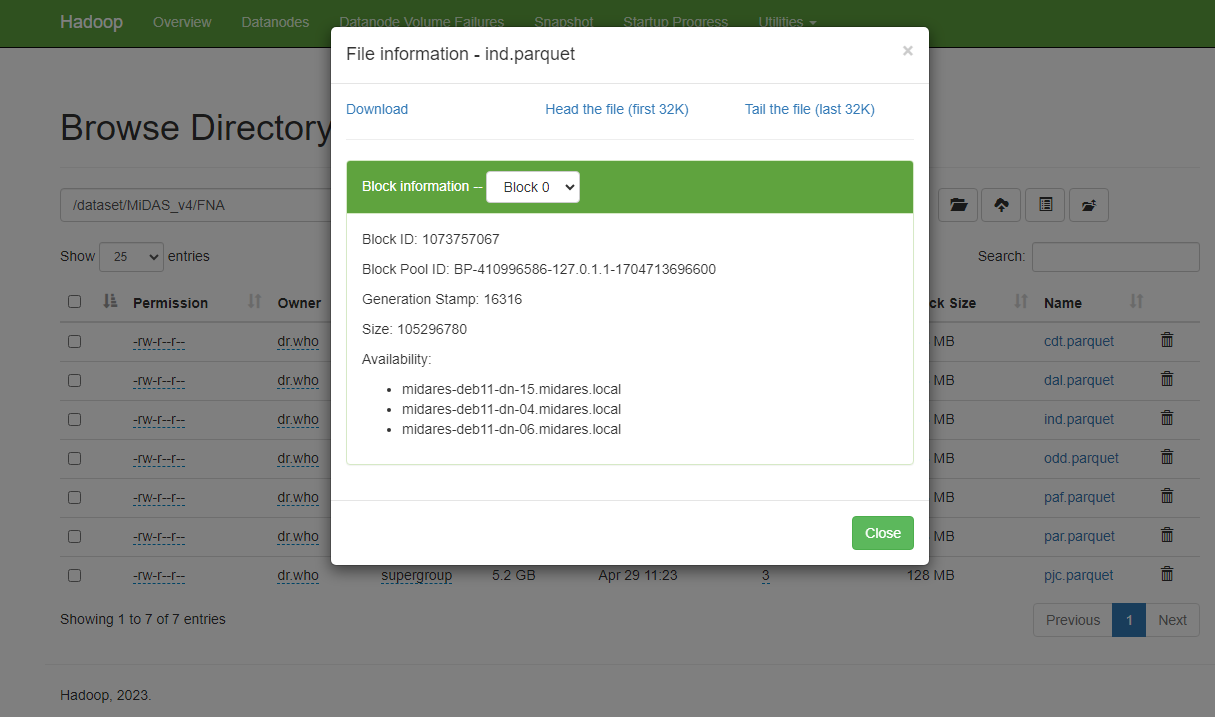 Hadoop Overview Datanodes Datanode Volume Failures Snapshot Startup Progress Utilities
File information - ind.parquet ×
Download Head the file (first 32K) Tail the file (last 32K)
Browse Directory
Block information -- Block 0
/dataset/MiDAS_v4/FNA
Block ID: 1073757067
Block Pool ID: BP-410996586-127.0.1.1-1704713696600
Generation Stamp: 16316
Size: 105296780
Availability:
midares-deb11-dn-15.midares.local
midares-deb11-dn-04.midares.local
midares-deb11-dn-06.midares.local
Close
Show 25 entries Search:
Permission Owner Size Name
-rw-r--r-- dr.who MB cdt.parquet
-rw-r--r-- dr.who MB dal.parquet
-rw-r--r-- dr.who MB ind.parquet
-rw-r--r-- dr.who MB odd.parquet
-rw-r--r-- dr.who MB paf.parquet
-rw-r--r-- dr.who MB par.parquet
-rw-r--r-- dr.who supergroup 5.2 GB Apr 29 11:23 3 128 MB pjc.parquet
Showing 1 to 7 of 7 entries Previous 1 Next
Hadoop, 2023.